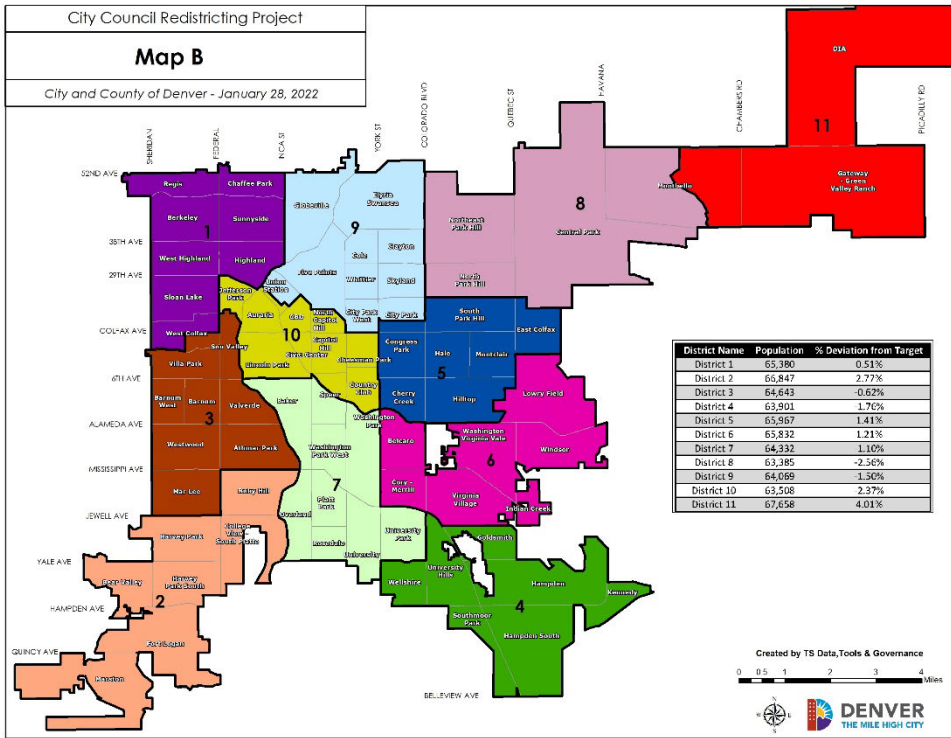 City Council Redistricting Project
Map B
City and County of Denver - January 28, 2022
SHERIDAN
FEDERAL
INCA ST
YORK ST
COLORADO BLVD
QUEBEC ST
HAVANA
CHAMBERS RD
PICADILLY RD
52ND AVE
38TH AVE
29TH AVE
COLFAX AVE
6TH AVE
ALAMEDA AVE
MISSISSIPPI AVE
JEWELL AVE
YALE AVE
HAMPDEN AVE
QUINCY AVE
BELLEVIEW AVE
DIA
11
Gateway
- Green
Valley Ranch
Montbello
8
Central Park
Northeast
Park Hill
North
Park Hill
Regis
Chaffee Park
Berkeley
Sunnyside
1
West Highland
Highland
Sloan Lake
West Colfax
Globeville
Elyria
Swansea
9
Cole
Clayton
Five Points
Whittier
Skyland
Union
Station
City Park
West
City Park
Jefferson
Park
Auraria
CBD
North
Capitol
Hill
10
Capitol
Hill
Civic Center
Lincoln Park
Cheesman Park
Speer
Country
Club
South
Park Hill
East Colfax
Congress
Park
Hale
Montclair
5
Cherry
Creek
Hilltop
Sun Valley
Villa Park
Barnum
West
Barnum
3
Valverde
Westwood
Athmar Park
Mar Lee
Baker
Washington
Park
Washington
Park West
7
Platt
Park
Overland
Rosedale
University
University
Park
Lowry Field
Belcaro
Washington
Virginia Vale
Windsor
6
Cory -
Merrill
Virginia
Village
Indian Creek
Ruby Hill
College
View -
South Platte
Harvey Park
Bear Valley
Harvey
Park South
2
Fort Logan
Marston
Goldsmith
University
Hills
Wellshire
Hampden
Kennedy
4
Southmoor
Park
Hampden South
District Name Population % Deviation from Target
District 1 65,380 0.51%
District 2 66,847 2.77%
District 3 64,643 -0.62%
District 4 63,901 1.76%
District 5 65,967 1.41%
District 6 65,832 1.21%
District 7 64,332 1.10%
District 8 63,385 -2.56%
District 9 64,069 -1.50%
District 10 63,508 2.37%
District 11 67,658 4.01%
Created by TS Data,Tools & Governance
0 0.5 1 2 3 4
Miles
N
W E
S
DENVER
THE MILE HIGH CITY